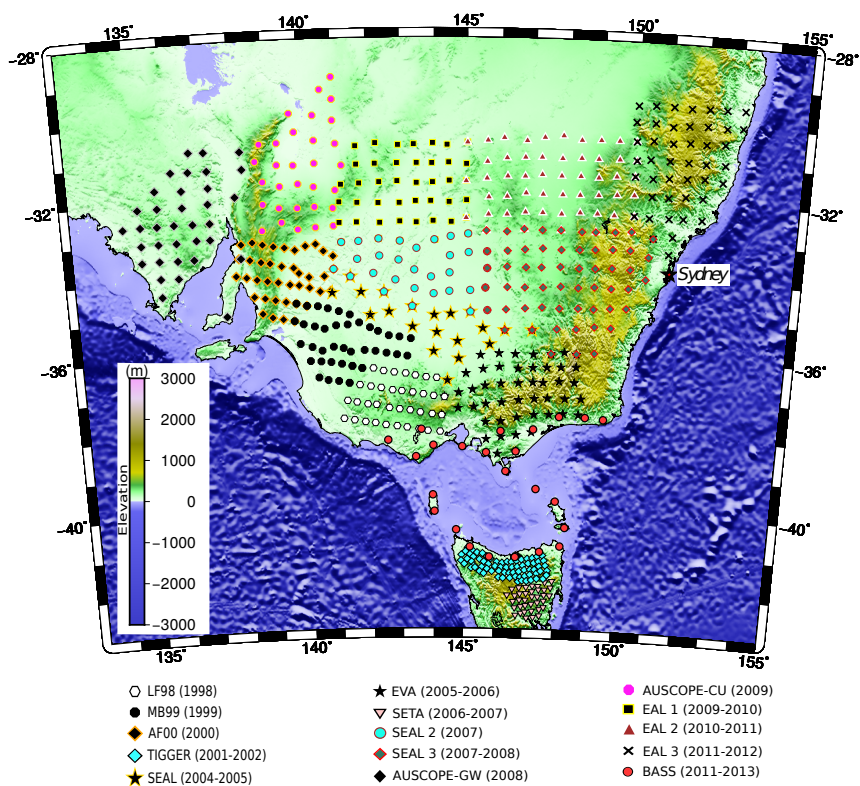 135° 140° 145° 150° 155°
−28° −28°
−32° −32°
Sydney
−36° −36°
(m)
3000
2000
1000
0
−1000
−2000
−3000
Elevation
−40° −40°
135° 140° 145° 150° 155°
LF98 (1998)
MB99 (1999)
AF00 (2000)
TIGGER (2001-2002)
SEAL (2004-2005)
EVA (2005-2006)
SETA (2006-2007)
SEAL 2 (2007)
SEAL 3 (2007-2008)
AUSCOPE-GW (2008)
AUSCOPE-CU (2009)
EAL 1 (2009-2010)
EAL 2 (2010-2011)
EAL 3 (2011-2012)
BASS (2011-2013)